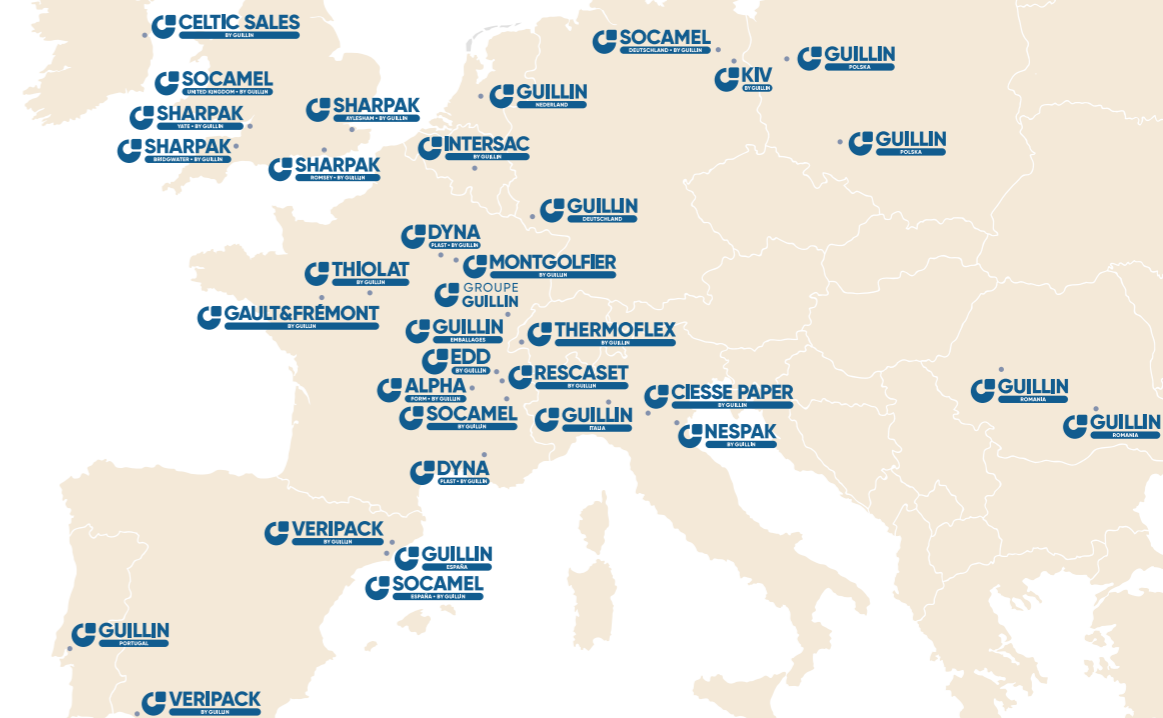 CELTIC SALES
BY GUILLIN
SOCAMEL
DEUTSCHLAND • BY GUILLIN
GUILLIN
POLSKA
KIV
BY GUILLIN
SOCAMEL
UNITED KINGDOM • BY GUILLIN
GUILLIN
NEDERLAND
SHARPAK
AYLESHAM • BY GUILLIN
SHARPAK
YATE • BY GUILLIN
SHARPAK
BRIDGWATER • BY GUILLIN
INTERSAC
BY GUILLIN
GUILLIN
POLSKA
SHARPAK
ROMSEY • BY GUILLIN
GUILLIN
DEUTSCHLAND
DYNA
PLAST • BY GUILLIN
MONTGOLFIER
BY GUILLIN
THIOLAT
BY GUILLIN
GROUPE
GUILLIN
GAULT&FRÉMONT
BY GUILLIN
GUILLIN
EMBALLAGES
THERMOFLEX
BY GUILLIN
EDD
BY GUILLIN
RESCASET
BY GUILLIN
ALPHA
FORM • BY GUILLIN
CIESSE PAPER
BY GUILLIN
GUILLIN
ROMANIA
SOCAMEL
BY GUILLIN
GUILLIN
ITALIA
NESPAK
BY GUILLIN
GUILLIN
ROMANIA
DYNA
PLAST • BY GUILLIN
VERIPACK
BY GUILLIN
GUILLIN
ESPAÑA
SOCAMEL
ESPAÑA • BY GUILLIN
GUILLIN
PORTUGAL
VERIPACK
BY GUILLIN